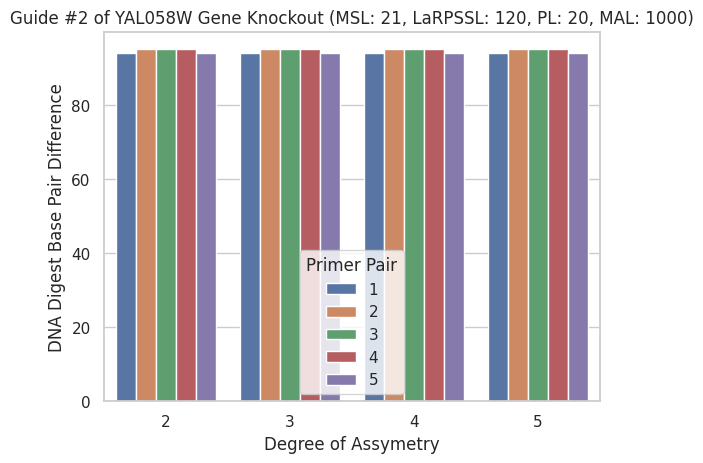 Guide #2 of YAL058W Gene Knockout (MSL: 21, LaRPSSL: 120, PL: 20, MAL: 1000)
DNA Digest Base Pair Difference
80
60
40
20
0
Primer Pair
1
2
3
4
5
2 3 4 5
Degree of Assymetry